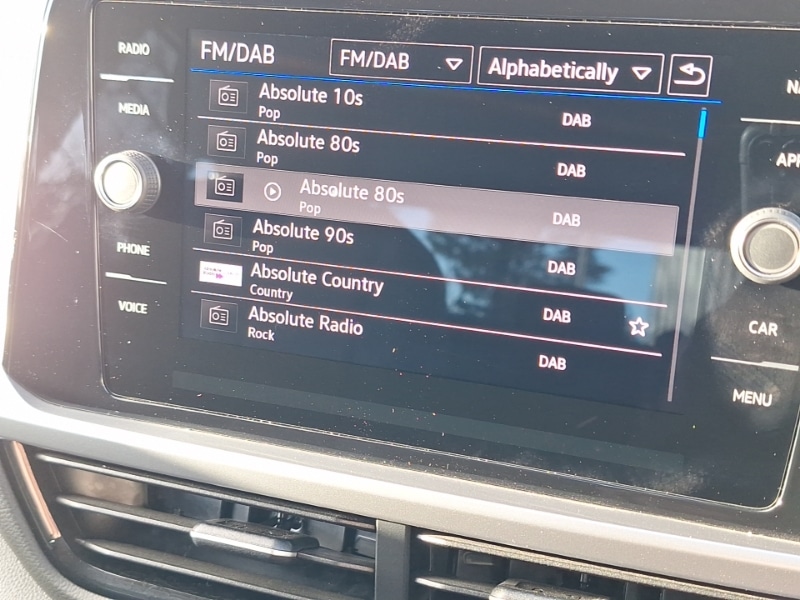 RADIO
FM/DAB
FM/DAB
Alphabetically
MEDIA
Absolute 10s
Pop
DAB
Absolute 80s
Pop
DAB
Absolute 80s
Pop
DAB
Absolute 90s
Pop
DAB
PHONE
Absolute Country
Country
DAB
VOICE
Absolute Radio
Rock
DAB
CAR
MENU